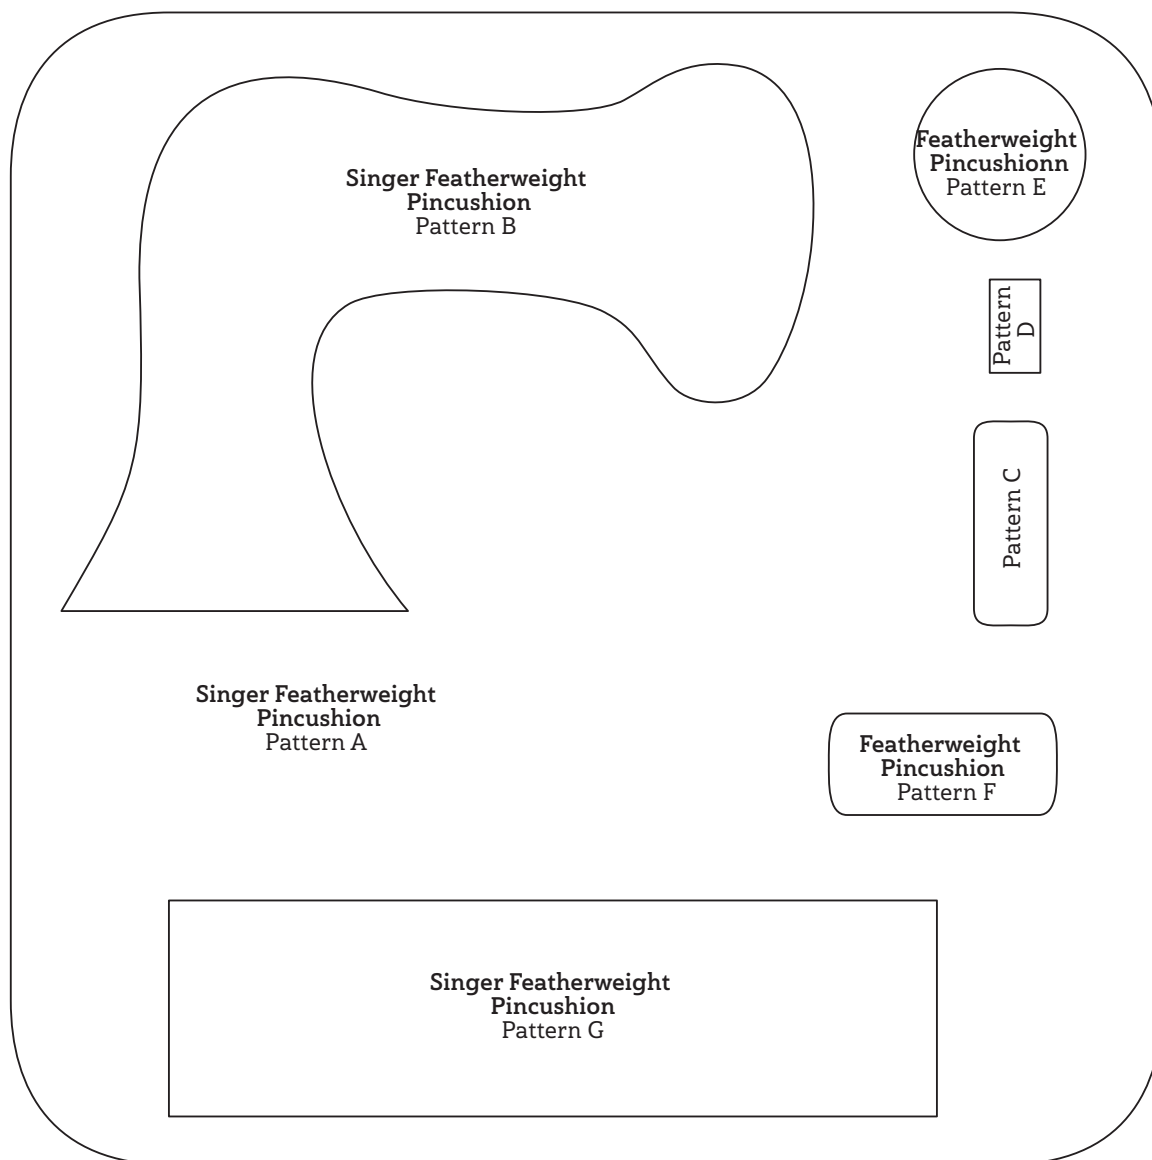 Singer Featherweight
Pincushion
Pattern B
Featherweight
Pincushionn
Pattern E
Pattern
D
Pattern C
Singer Featherweight
Pincushion
Pattern A
Featherweight
Pincushion
Pattern F
Singer Featherweight
Pincushion
Pattern G